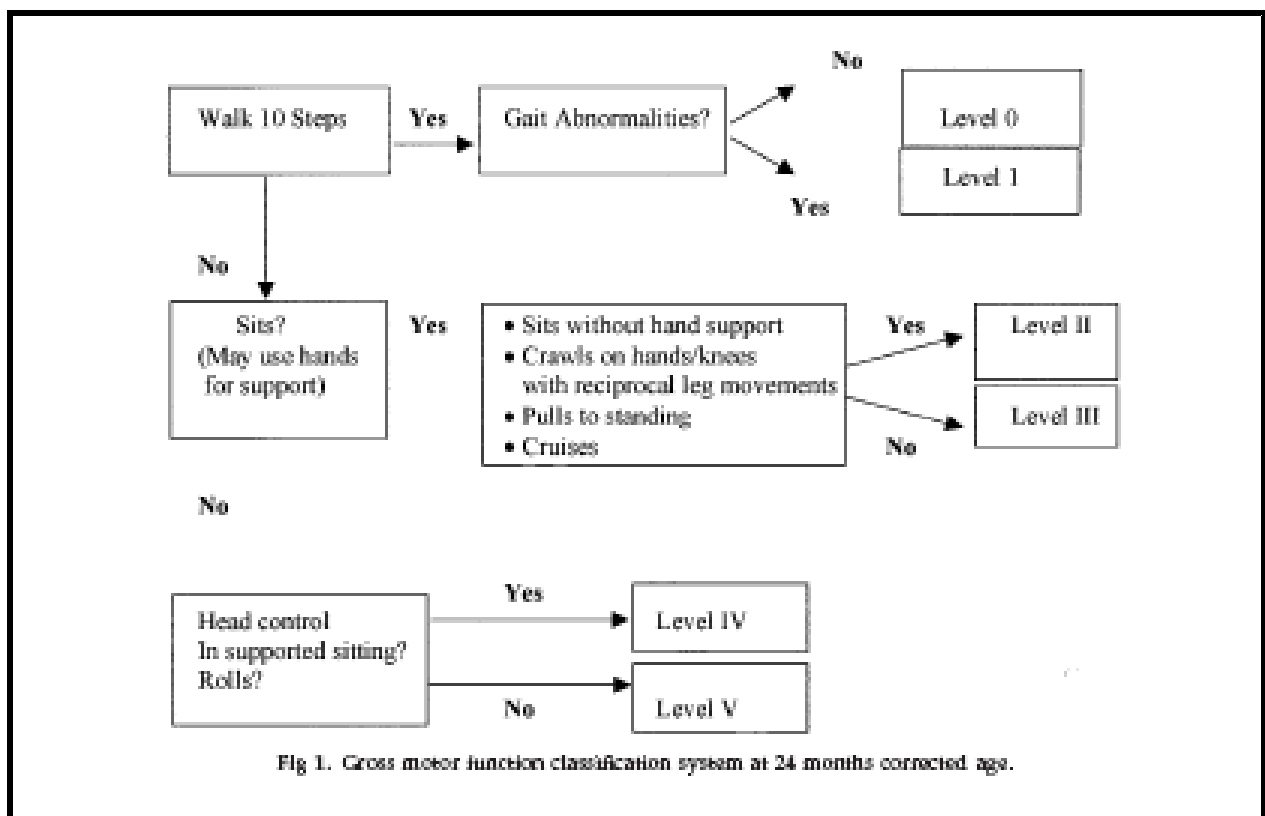 No
Walk 10 Steps
Yes
Gait Abnormalities?
Level 0
Level 1
Yes
No
Sits?
(May use hands
for support)
Yes
• Sits without hand support
• Crawls on hands/knees
with reciprocal leg movements
• Pulls to standing
• Cruises
Yes
Level II
Level III
No
No
Head control
In supported sitting?
Rolls?
Yes
Level IV
No
Level V
Fig 1. Gross motor function classification system at 24 months corrected age.